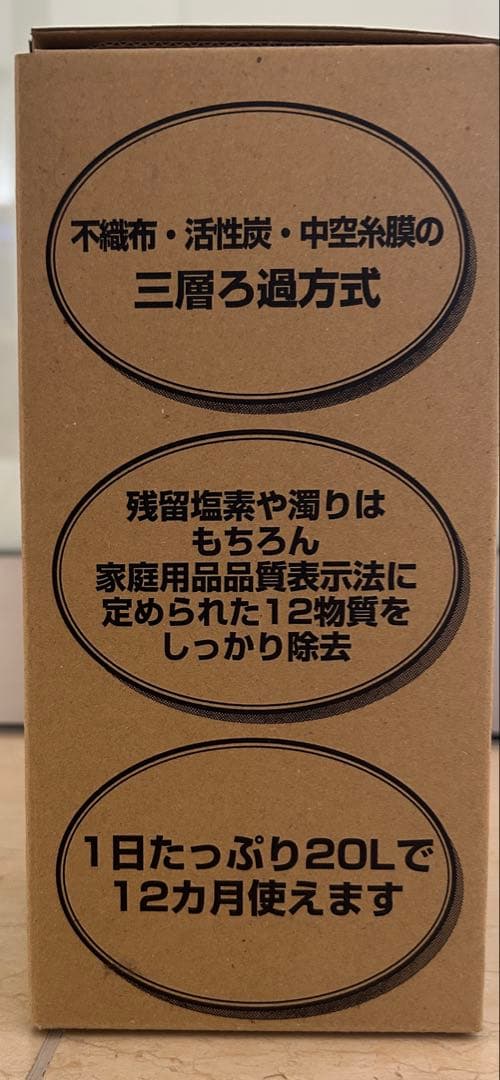 不織布・活性炭・中空糸膜の
三層ろ過方式
残留塩素や濁りは
もちろん
家庭用品品質表示法に
定められた12物質を
しっかり除去
1日たっぷり20Lで
12カ月使えます